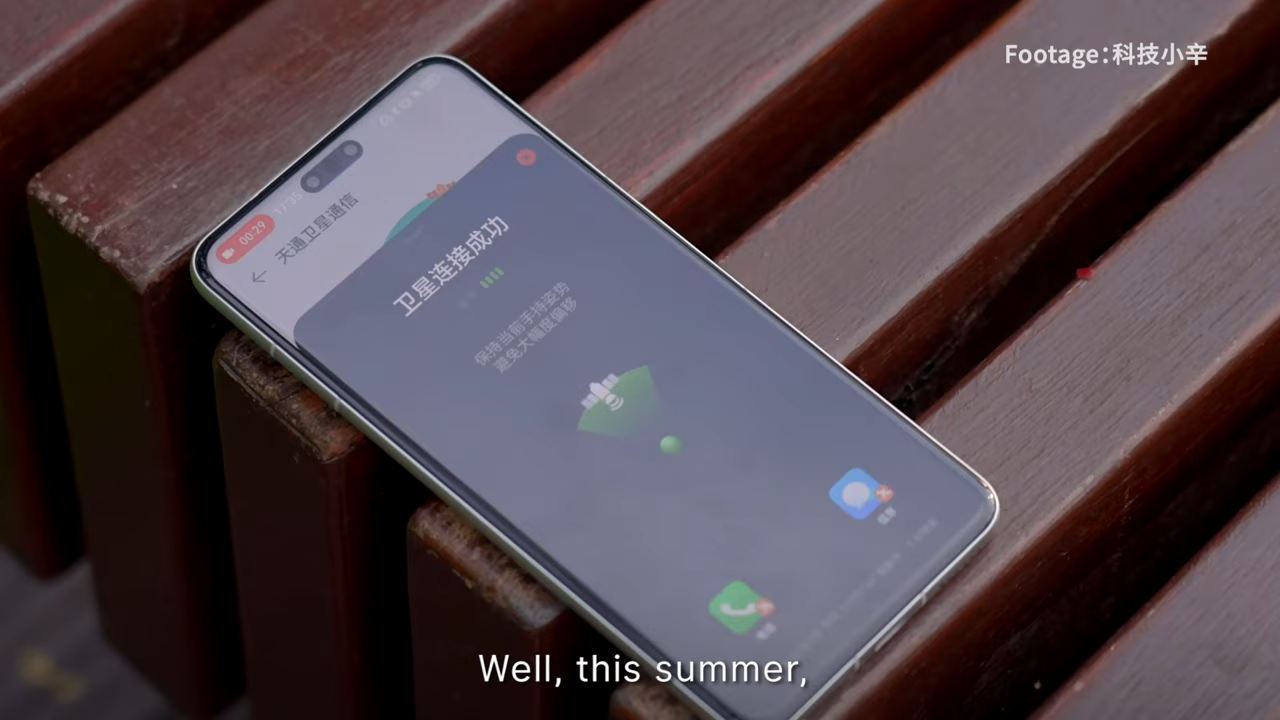 Footage:科技小辛
00:29
天通卫星通信
卫星连接成功
保持当前手持姿势
避免大幅度偏移
Well, this summer,